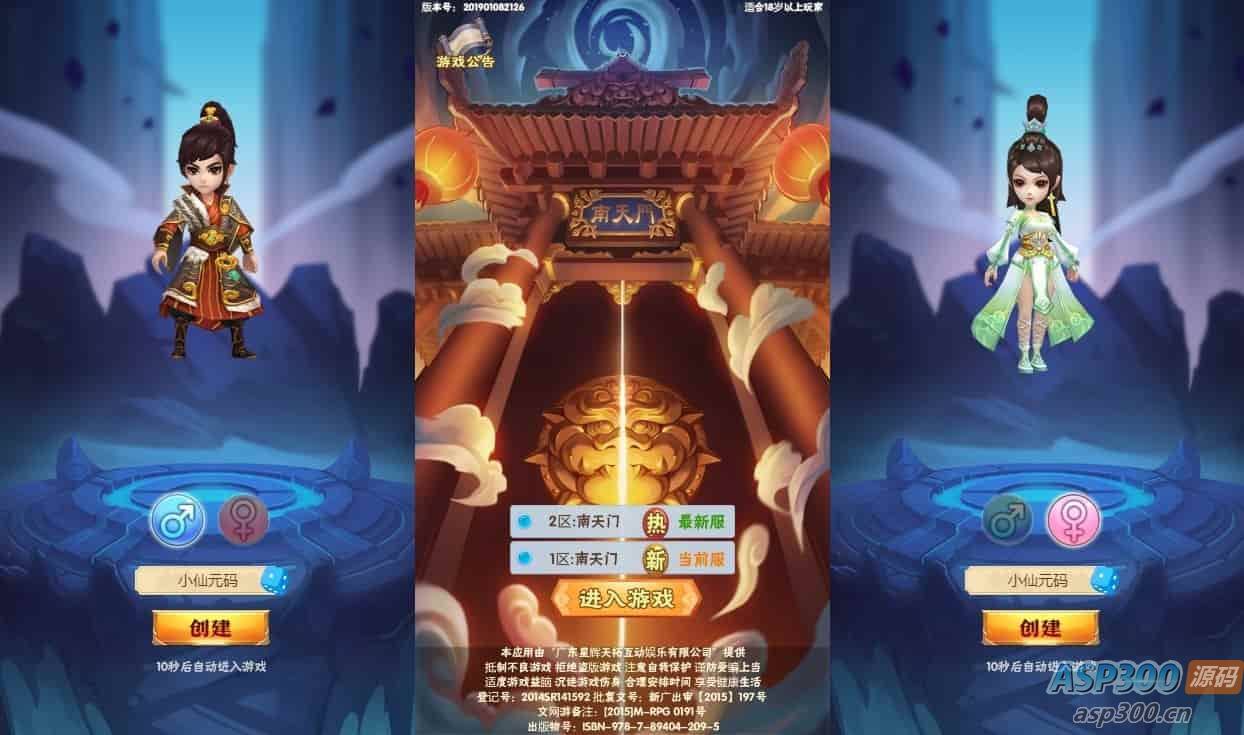 版本号： 201901082126
适合18岁以上玩家
游戏公告
南天門
2区:南天门 热 最新服
1区:南天门 新 当前服
进入游戏
本应用由“广东星辉天拓互动娱乐有限公司”提供
抵制不良游戏 拒绝盗版游戏 注意自我保护 谨防受骗上当
适度游戏益脑 沉迷游戏伤身 合理安排时间 享受健康生活
登记号：2014SR141592 批复文号：新广出审【2015】197号
文网游备注：[2015]M-RPG 0191号
出版物号：ISBN-978-7-89404-209-5
小仙元码
创建
10秒后自动进入游戏
小仙元码
创建
10秒后自动进入游戏
ASP300 源码
asp300.cn